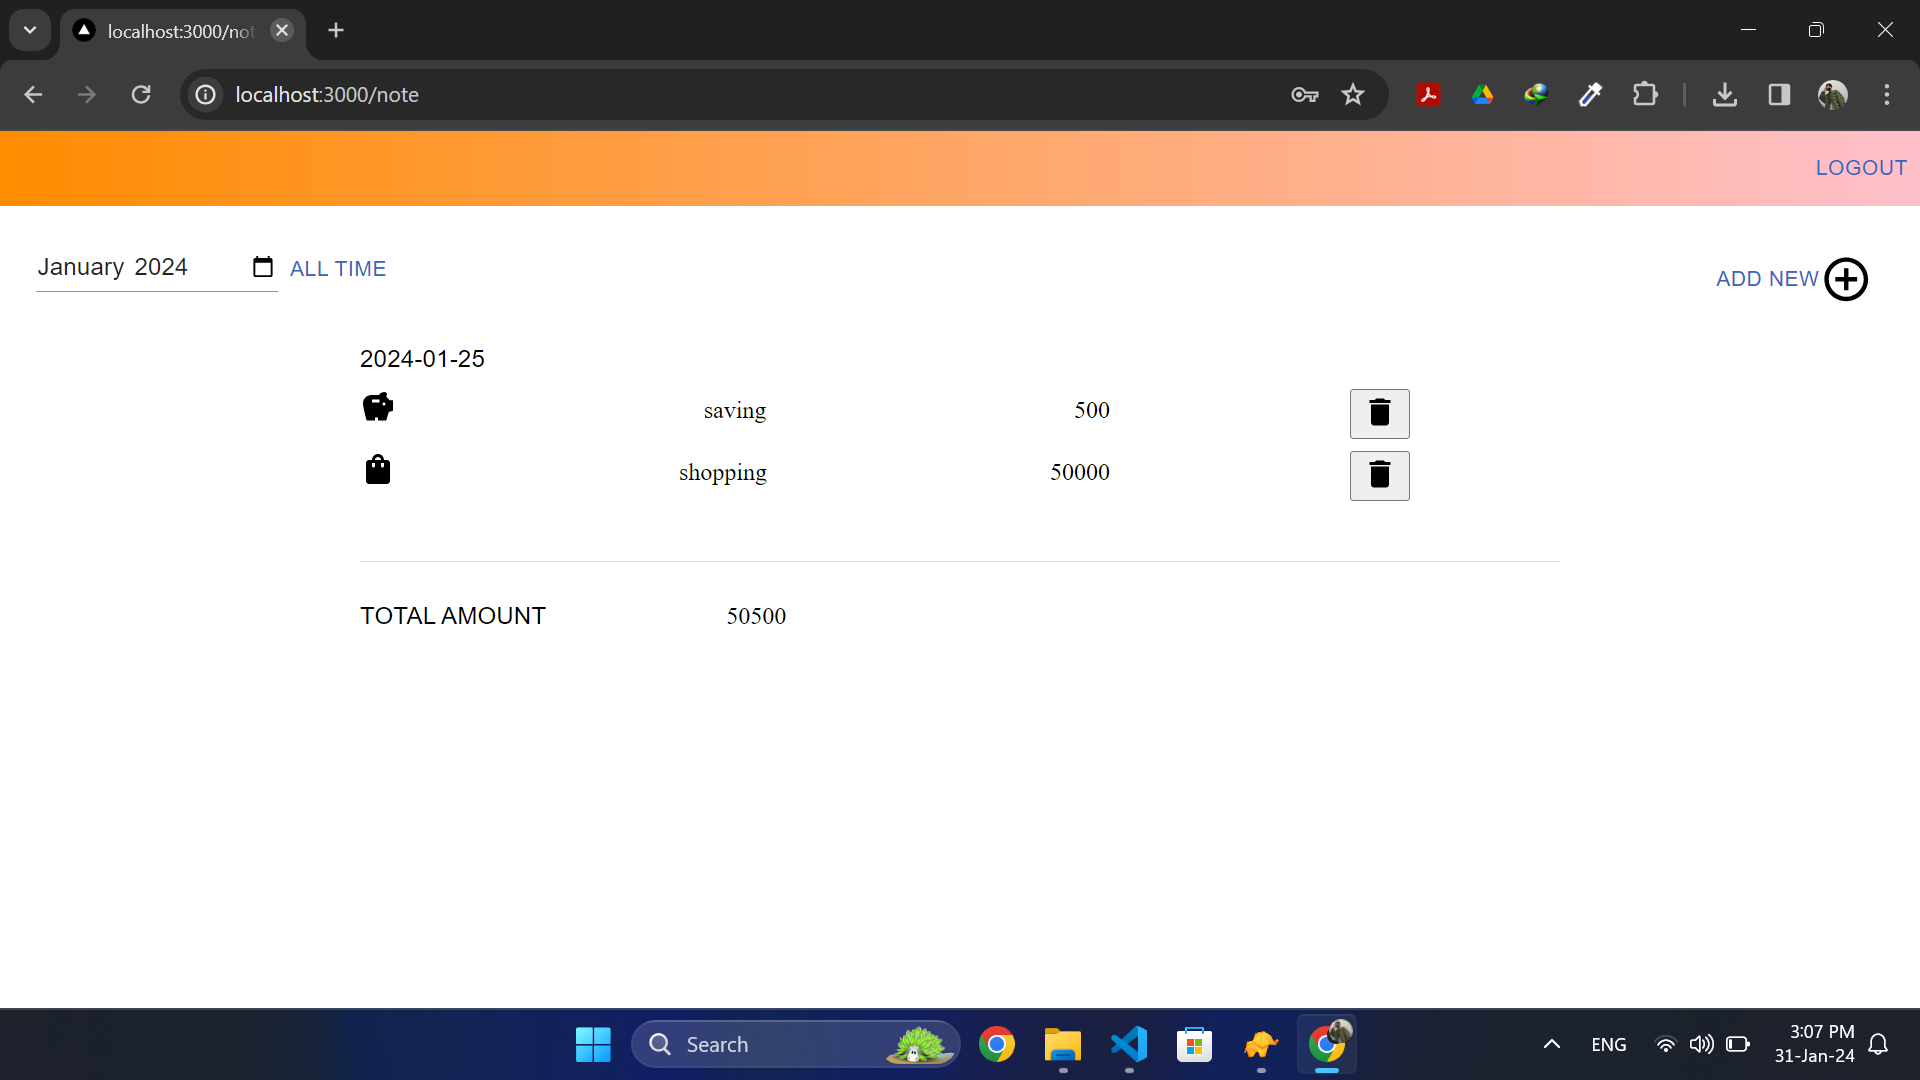 localhost:3000/not
localhost:3000/note
LOGOUT
January 2024
ALL TIME
ADD NEW
2024-01-25
saving 500
shopping 50000
TOTAL AMOUNT 50500
Search
ENG
3:07 PM
31-Jan-24